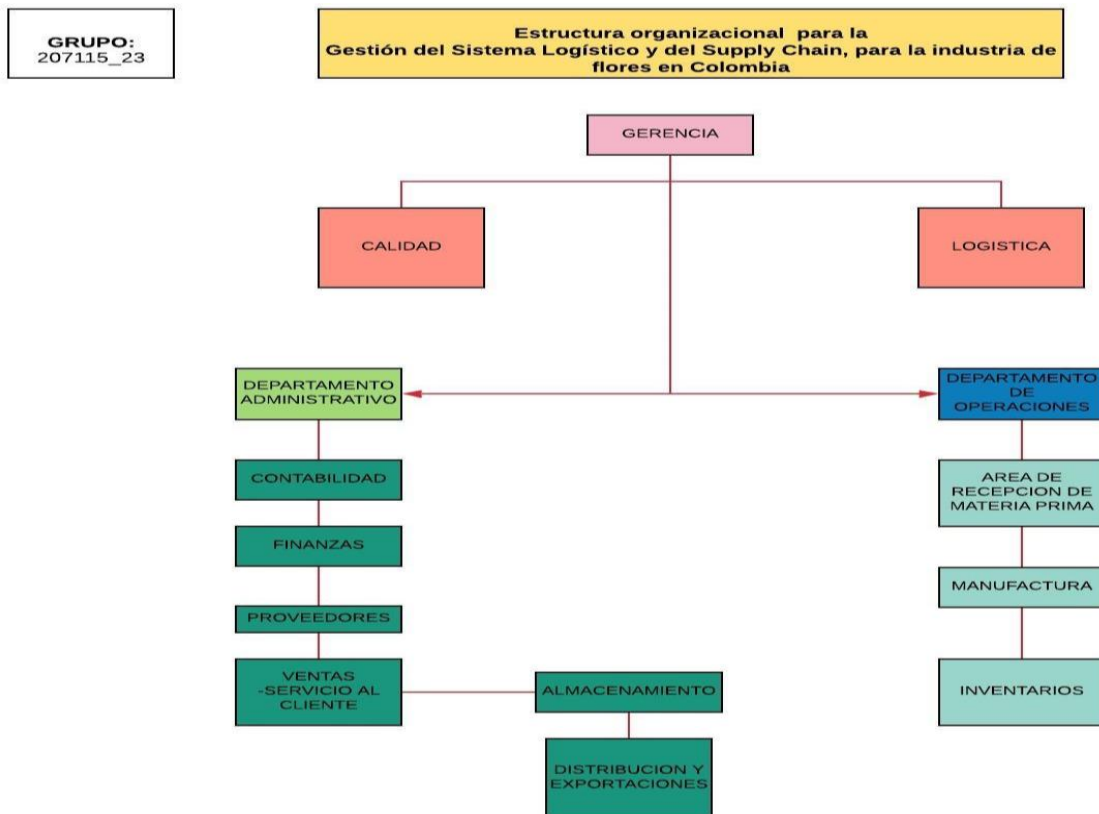 GRUPO:
207115_23
Estructura organizacional para la
Gestión del Sistema Logístico y del Supply Chain, para la industria de
flores en Colombia
GERENCIA
CALIDAD
LOGISTICA
DEPARTAMENTO
ADMINISTRATIVO
DEPARTAMENTO
DE
OPERACIONES
CONTABILIDAD
AREA DE
RECEPCION DE
MATERIA PRIMA
FINANZAS
MANUFACTURA
PROVEEDORES
VENTAS
-SERVICIO AL
CLIENTE
ALMACENAMIENTO
INVENTARIOS
DISTRIBUCION Y
EXPORTACIONES